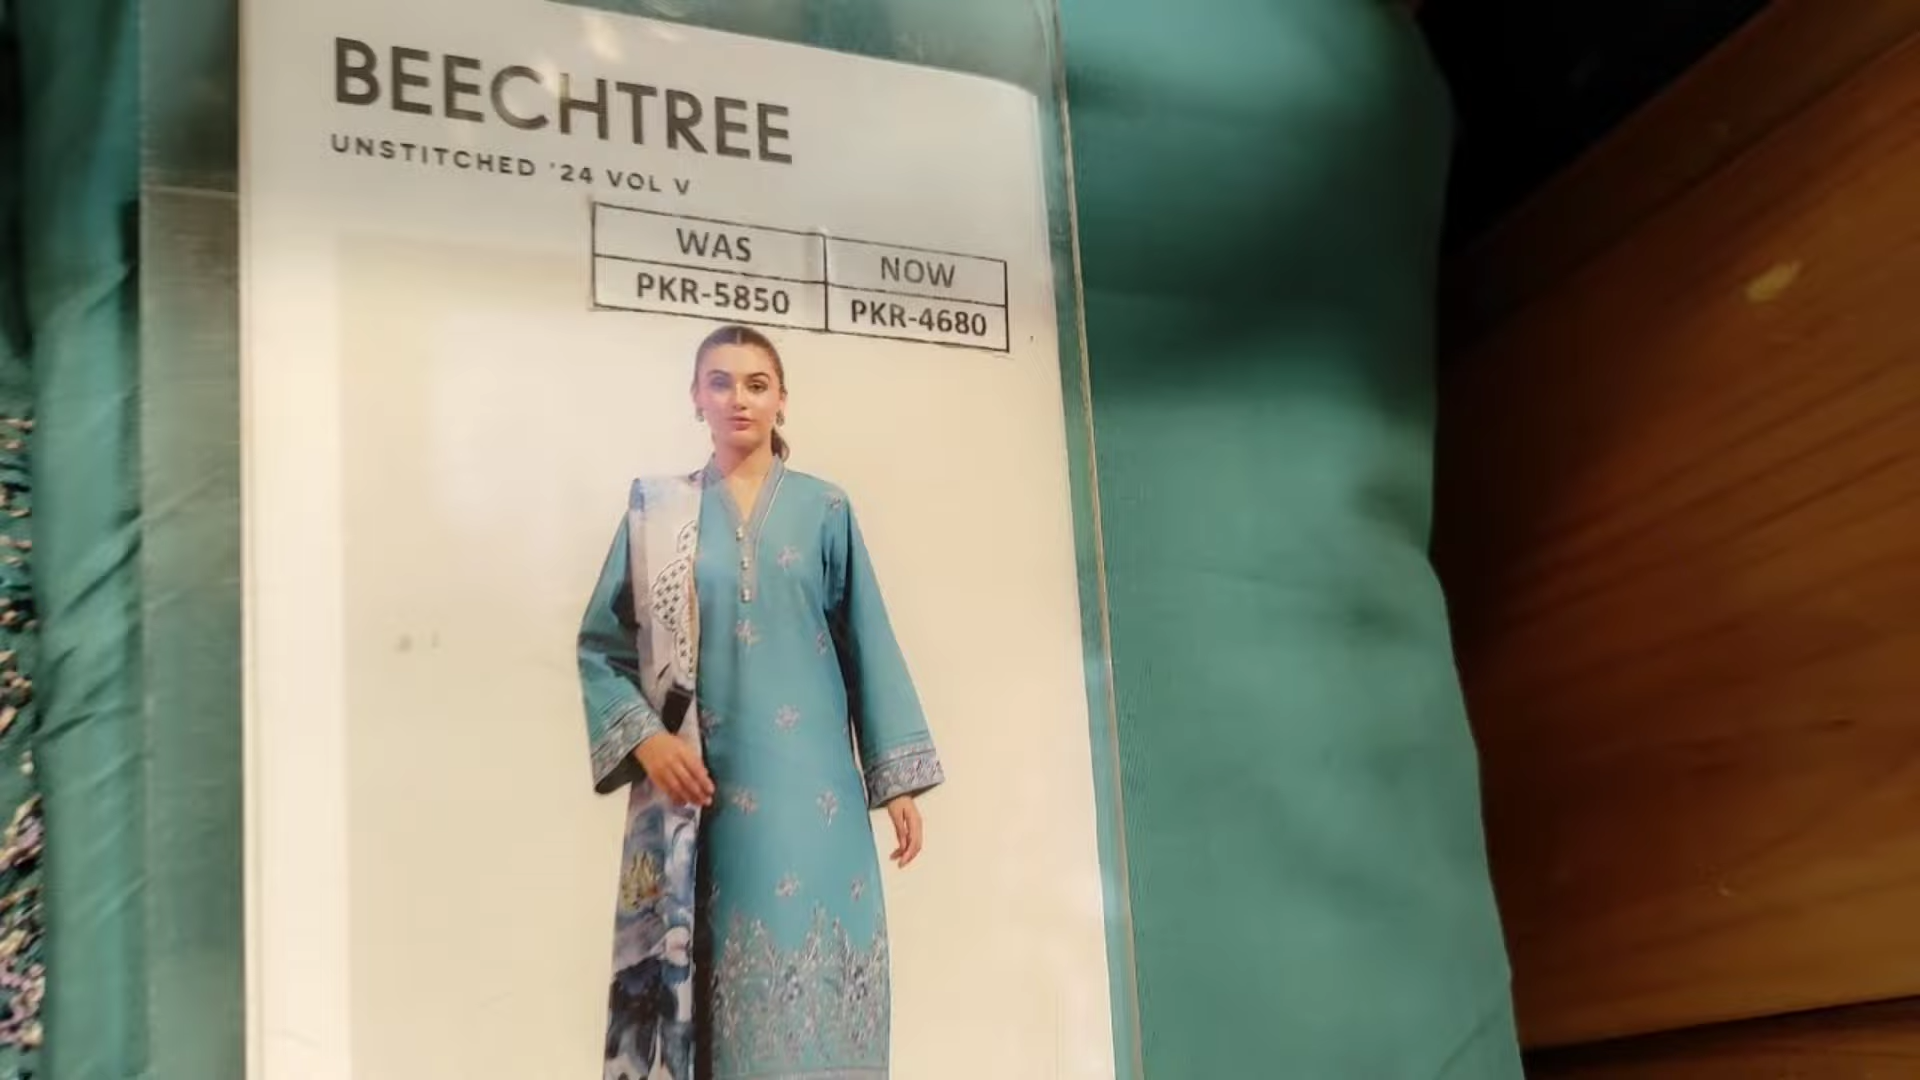 BEECHTREE
UNSTITCHED '24 VOL V
WAS NOW
PKR-5850 PKR-4680